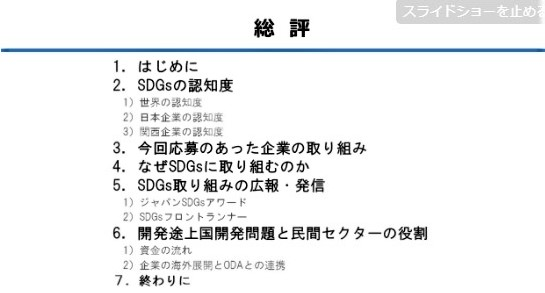 スライドショーを止める
総 評
1. はじめに
2. SDGsの認知度
1) 世界の認知度
2) 日本企業の認知度
3) 関西企業の認知度
3. 今回応募のあった企業の取り組み
4. なぜSDGsに取り組むのか
5. SDGs取り組みの広報・発信
1) ジャパンSDGsアワード
2) SDGsフロントランナー
6. 開発途上国開発問題と民間セクターの役割
1) 資金の流れ
2) 企業の海外展開とODAとの連携
7. 終わりに